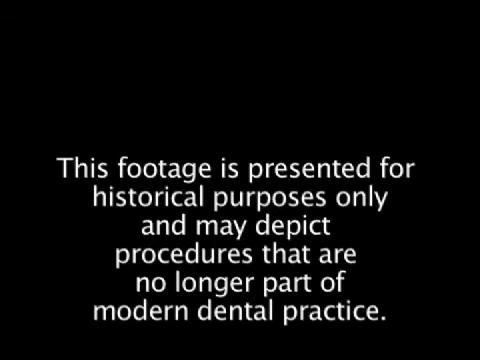 This footage is presented for
historical purposes only
and may depict
procedures that are
no longer part of
modern dental practice.